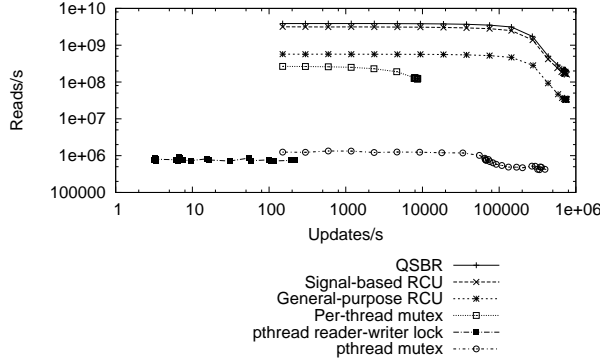 1e+10
1e+09
1e+08
1e+07
1e+06
100000
Reads/s
1 10 100 1000 10000 100000 1e+06
Updates/s
QSBR
Signal-based RCU
General-purpose RCU
Per-thread mutex
pthread reader-writer lock
pthread mutex